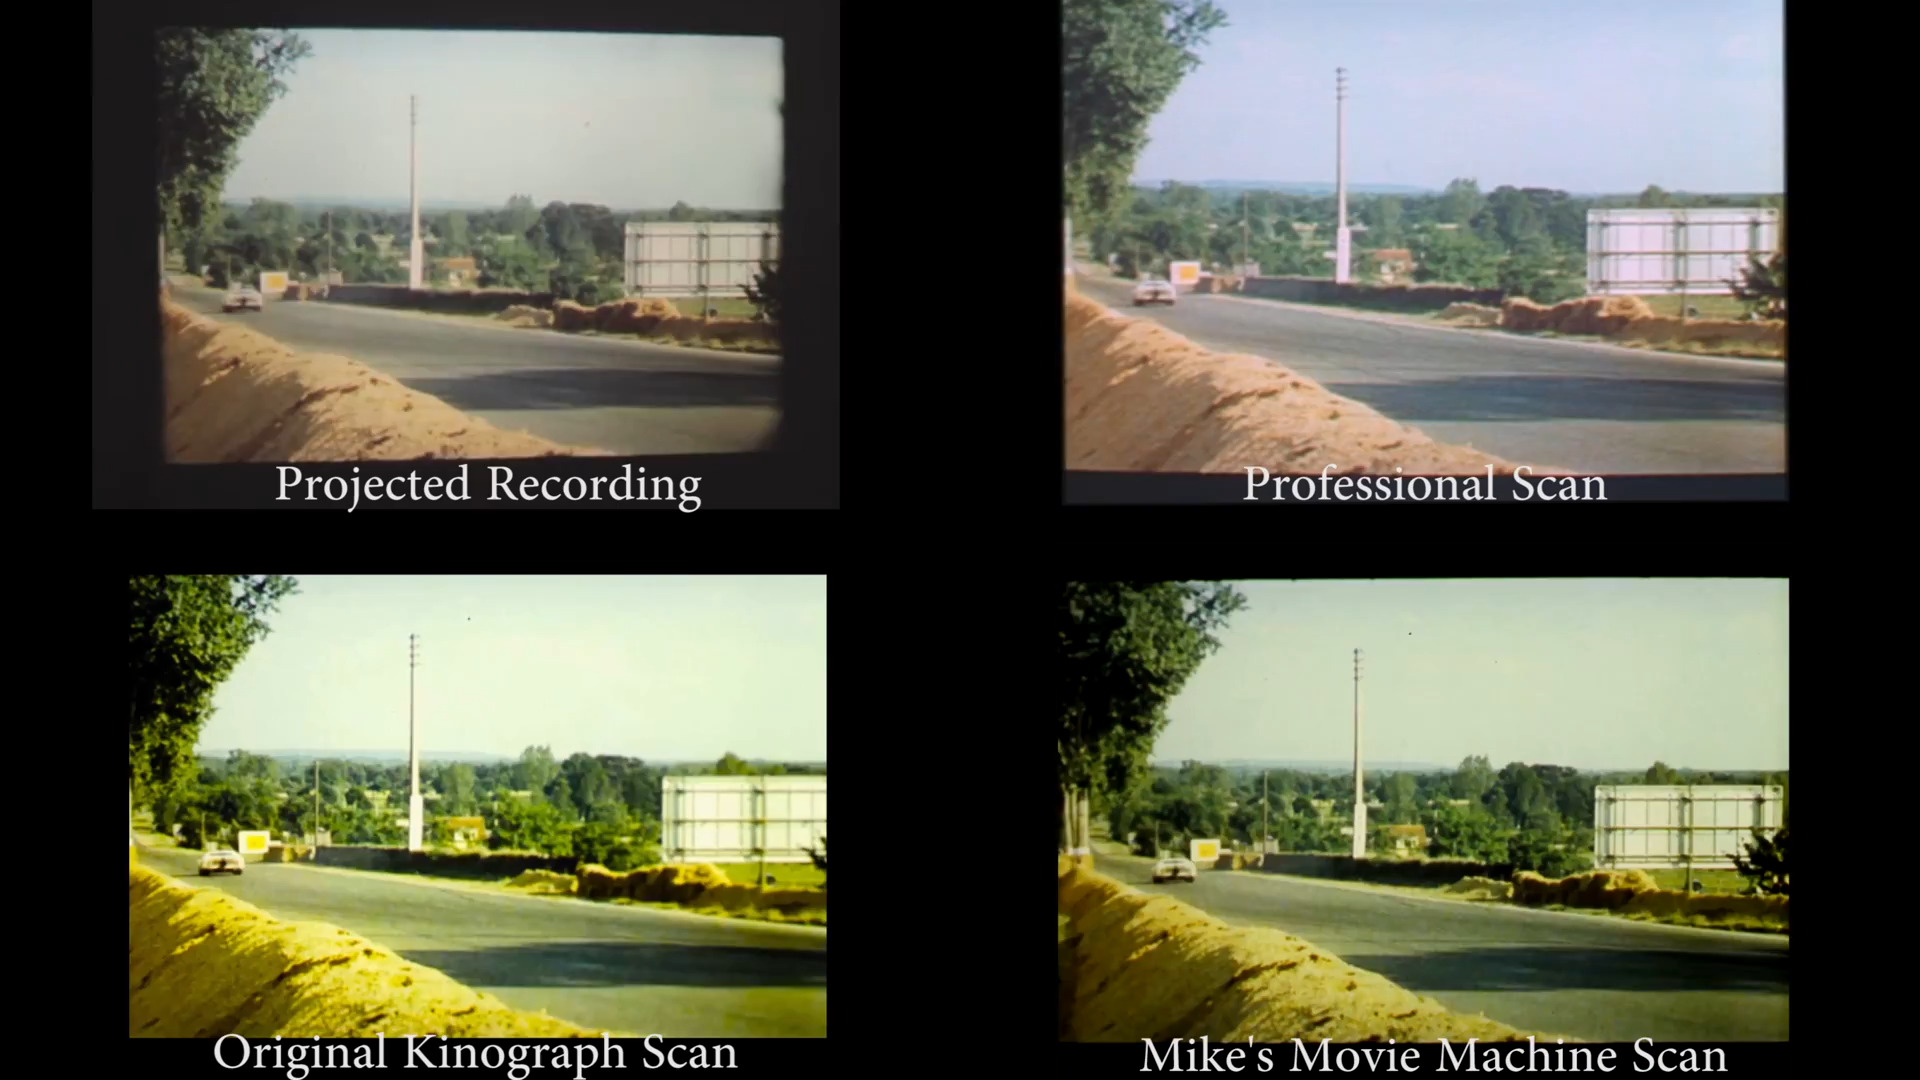 Projected Recording
Professional Scan
Original Kinograph Scan
Mike's Movie Machine Scan